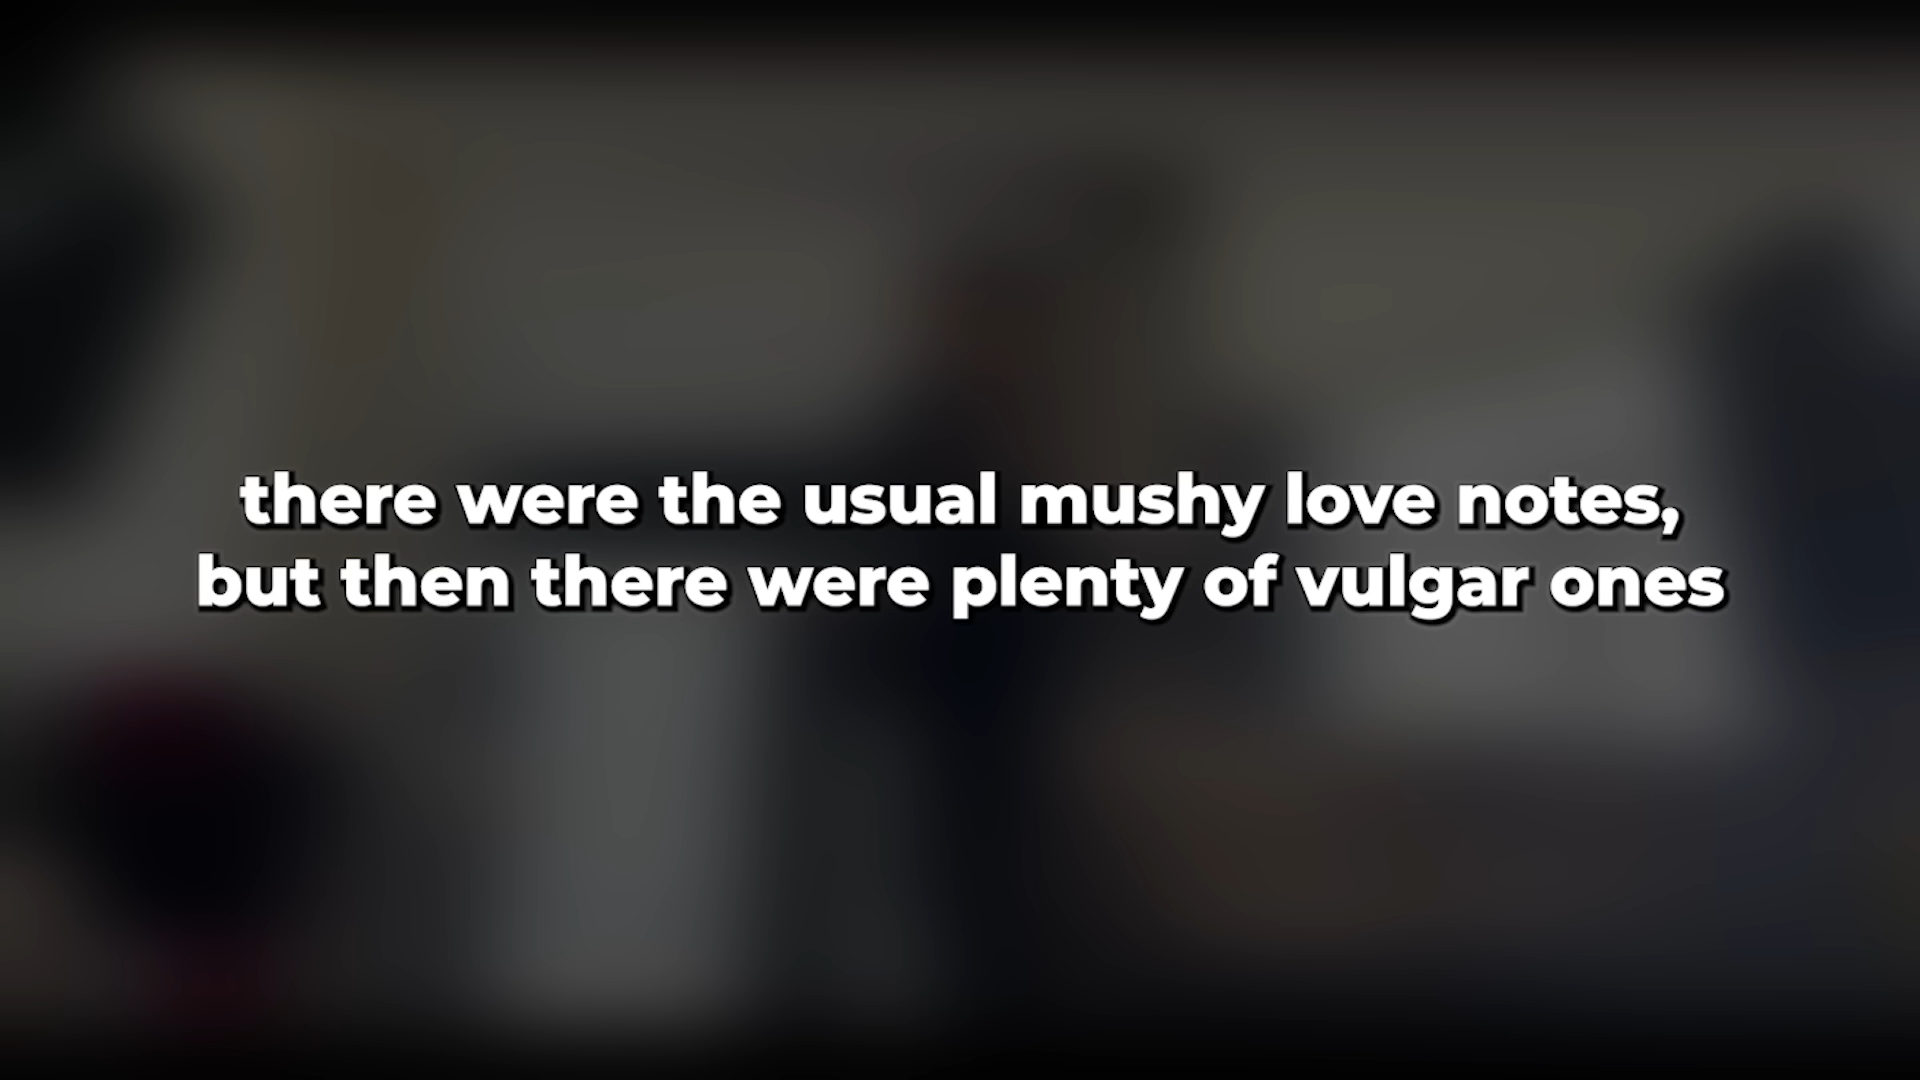 there were the usual mushy love notes,
but then there were plenty of vulgar ones